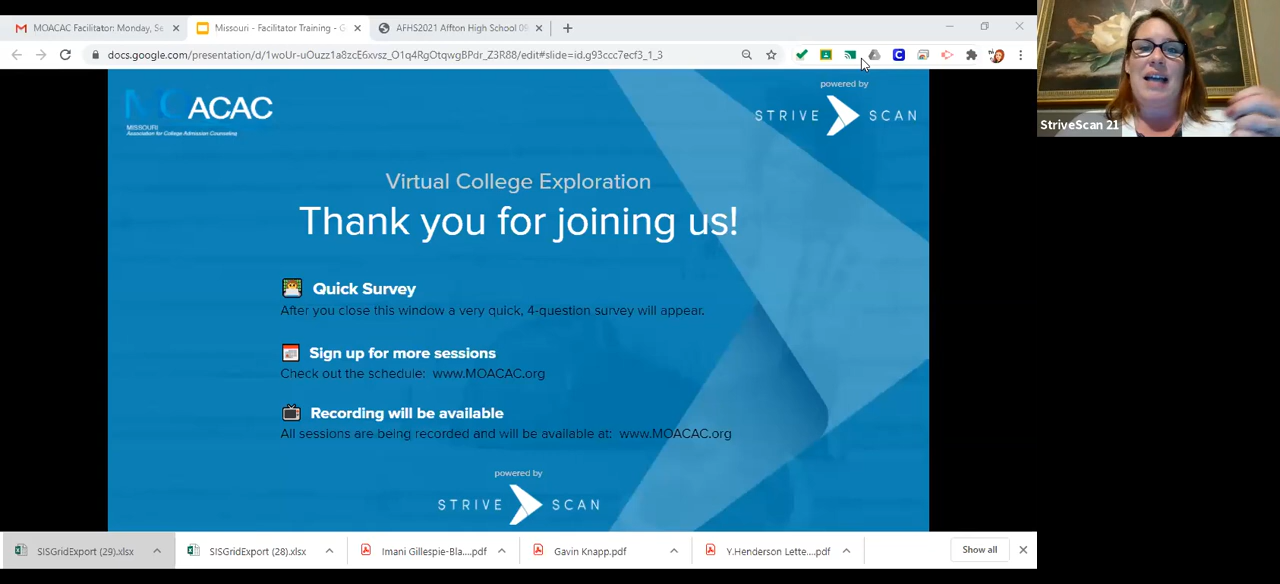 MOACAC Facilitator: Monday, Se
Missouri - Facilitator Training - G
AFHS2021 Affton High School 09
docs.google.com/presentation/d/1woUr-uOuzz1a8zcE6xvsz_O1q4RgOtqwgBPdr_Z3R88/edit#slide=id.g93ccc7ecf3_1_3
MOACAC
MISSOURI
Association for College Admission Counseling
powered by
STRIVE SCAN
StriveScan 21
Virtual College Exploration
Thank you for joining us!
Quick Survey
After you close this window a very quick, 4-question survey will appear.
Sign up for more sessions
Check out the schedule: www.MOACAC.org
Recording will be available
All sessions are being recorded and will be available at: www.MOACAC.org
powered by
STRIVE SCAN
SISGridExport (29).xlsx
SISGridExport (28).xlsx
Imani Gillespie-Bla....pdf
Gavin Knapp.pdf
Y.Henderson Lette....pdf
Show all